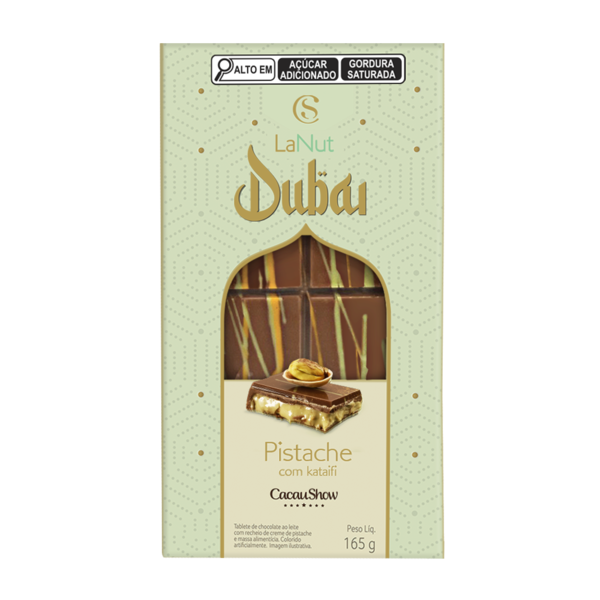 ALTO EM
AÇÚCAR
ADICIONADO
GORDURA
SATURADA
CS
LaNut
Dubai
Pistache
com kataifi
CacauShow
Tablete de chocolate ao leite
com recheio de creme de pistache
e massa alimentícia. Colorido
artificialmente. Imagem ilustrativa.
Peso Líq.
165 g